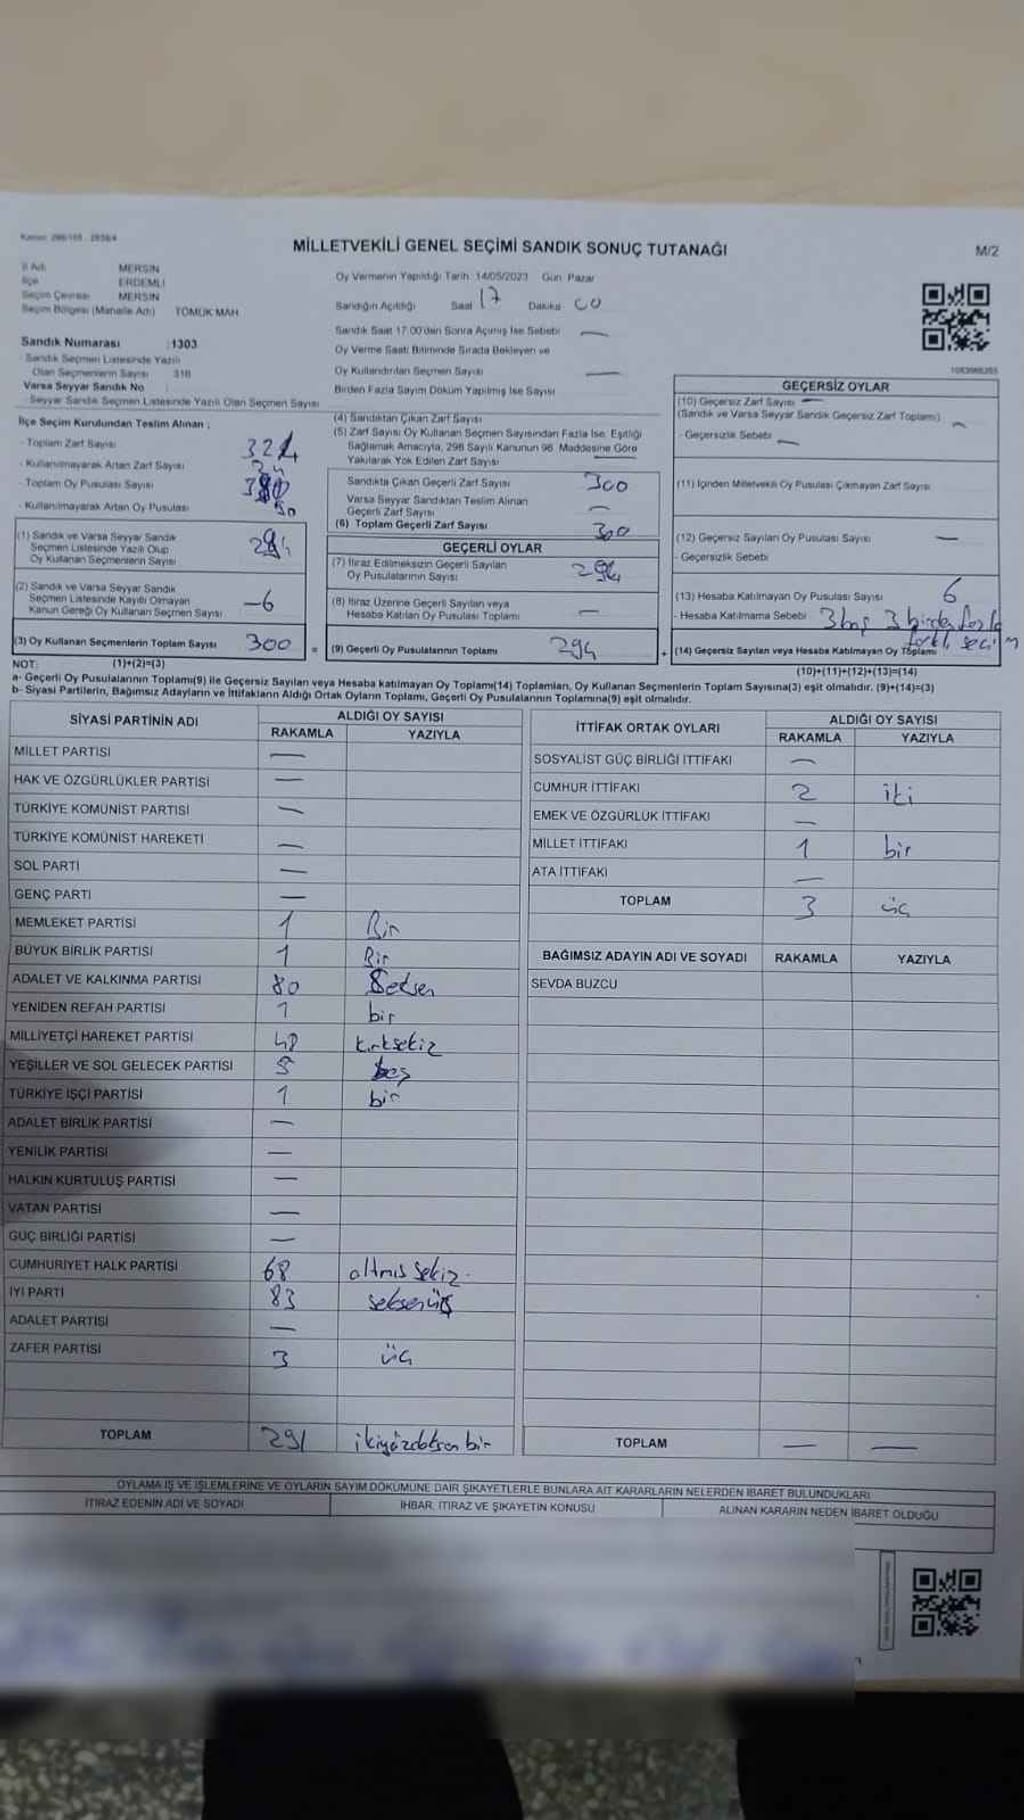 MİLLETVEKİLİ GENEL SEÇİMİ SANDIK SONUÇ TUTANAĞI
M/2
İl Adı MERSİN
İlçe ERDEMLİ
Seçim Çevresi MERSİN
Seçim Bölgesi (Mahalle Adı) TÖMÜK MAH
Sandık Numarası :1303
Sandık Seçmen Listesinde Yazılı
Olan Seçmenlerin Sayısı 318
Varsa Seyyar Sandık No
Seyyar Sandık Seçmen Listesinde Yazılı Olan Seçmen Sayısı
İlçe Seçim Kurulundan Teslim Alınan ;
- Toplam Zarf Sayısı
- Kullanılmayarak Artan Zarf Sayısı
- Toplam Oy Pusulası Sayısı
- Kullanılmayarak Artan Oy Pusulası
(1) Sandık ve Varsa Seyyar Sandık
Seçmen Listesinde Yazılı Olup
Oy Kullanan Seçmenlerin Sayısı
(2) Sandık ve Varsa Seyyar Sandık
Seçmen Listesinde Kayıtlı Olmayan
Kanun Gereği Oy Kullanan Seçmen Sayısı -6
(3) Oy Kullanan Seçmenlerin Toplam Sayısı 300
Oy Vermenin Yapıldığı Tarih: 14/05/2023 Gün: Pazar
Sandığın Açıldığı Saat 17 Dakika 00
Sandık Saat 17.00'dan Sonra Açılmış İse Sebebi —
Oy Verme Saati Bitiminde Sırada Bekleyen ve
Oy Kullandırılan Seçmen Sayısı —
Birden Fazla Sayım Döküm Yapılmış İse Sayısı
(4) Sandıktan Çıkan Zarf Sayısı
(5) Zarf Sayısı Oy Kullanan Seçmen Sayısından Fazla İse, Eşitliği
Sağlamak Amacıyla, 298 Sayılı Kanunun 98. Maddesine Göre
Yakılarak Yok Edilen Zarf Sayısı —
Sandıkta Çıkan Geçerli Zarf Sayısı 300
Varsa Seyyar Sandıktan Teslim Alınan
Geçerli Zarf Sayısı —
(6) Toplam Geçerli Zarf Sayısı 300
GEÇERLİ OYLAR
(7) İtiraz Edilmeksizin Geçerli Sayılan
Oy Pusulalarının Sayısı 294
(8) İtiraz Üzerine Geçerli Sayılan veya
Hesaba Katılan Oy Pusulası Toplamı —
= (9) Geçerli Oy Pusulalarının Toplamı 294 +
GEÇERSİZ OYLAR
(10) Geçersiz Zarf Sayısı —
(Sandık ve Varsa Seyyar Sandık Geçersiz Zarf Toplamı) —
- Geçersizlik Sebebi —
(11) İçinden Milletvekili Oy Pusulası Çıkmayan Zarf Sayısı
(12) Geçersiz Sayılan Oy Pusulası Sayısı —
- Geçersizlik Sebebi
(13) Hesaba Katılmayan Oy Pusulası Sayısı 6
- Hesaba Katılmama Sebebi 3 boş 3 birden fazla
farklı seçim
(14) Geçersiz Sayılan veya Hesaba Katılmayan Oy Toplamı
NOT: (1)+(2)=(3)
(10)+(11)+(12)+(13)=(14)
a- Geçerli Oy Pusulalarının Toplamı(9) ile Geçersiz Sayılan veya Hesaba katılmayan Oy Toplamı(14) Toplamları, Oy Kullanan Seçmenlerin Toplam Sayısına(3) eşit olmalıdır. (9)+(14)=(3)
b- Siyasi Partilerin, Bağımsız Adayların ve İttifakların Aldığı Ortak Oyların Toplamı, Geçerli Oy Pusulalarının Toplamına(9) eşit olmalıdır.
SİYASİ PARTİNİN ADI ALDIĞI OY SAYISI
RAKAMLA YAZIYLA
MİLLET PARTİSİ —
HAK VE ÖZGÜRLÜKLER PARTİSİ —
TÜRKİYE KOMÜNİST PARTİSİ —
TÜRKİYE KOMÜNİST HAREKETİ —
SOL PARTİ —
GENÇ PARTİ —
MEMLEKET PARTİSİ 1 Bir
BÜYÜK BİRLİK PARTİSİ 1 Bir
ADALET VE KALKINMA PARTİSİ 80 Seksen
YENİDEN REFAH PARTİSİ 1 bir
MİLLİYETÇİ HAREKET PARTİSİ 48 kırksekiz
YEŞİLLER VE SOL GELECEK PARTİSİ 5 beş
TÜRKİYE İŞÇİ PARTİSİ 1 bir
ADALET BİRLİK PARTİSİ —
YENİLİK PARTİSİ —
HALKIN KURTULUŞ PARTİSİ —
VATAN PARTİSİ —
GÜÇ BİRLİĞİ PARTİSİ —
CUMHURİYET HALK PARTİSİ 68 altmış sekiz
İYİ PARTİ 83 seksenüç
ADALET PARTİSİ —
ZAFER PARTİSİ 3 üç
TOPLAM 291 ikiyüzdoksan bir
İTTİFAK ORTAK OYLARI ALDIĞI OY SAYISI
RAKAMLA YAZIYLA
SOSYALİST GÜÇ BİRLİĞİ İTTİFAKI —
CUMHUR İTTİFAKI 2 iki
EMEK VE ÖZGÜRLÜK İTTİFAKI —
MİLLET İTTİFAKI 1 bir
ATA İTTİFAKI —
TOPLAM 3 üç
BAĞIMSIZ ADAYIN ADI VE SOYADI RAKAMLA YAZIYLA
SEVDA BUZCU
TOPLAM — —
OYLAMA İŞ VE İŞLEMLERİNE VE OYLARIN SAYIM DÖKÜMÜNE DAİR ŞİKAYETLERLE BUNLARA AİT KARARLARIN NELERDEN İBARET BULUNDUKLARI
İTİRAZ EDENİN ADI VE SOYADI İHBAR, İTİRAZ VE ŞİKAYETİN KONUSU ALINAN KARARIN NEDEN İBARET OLDUĞU